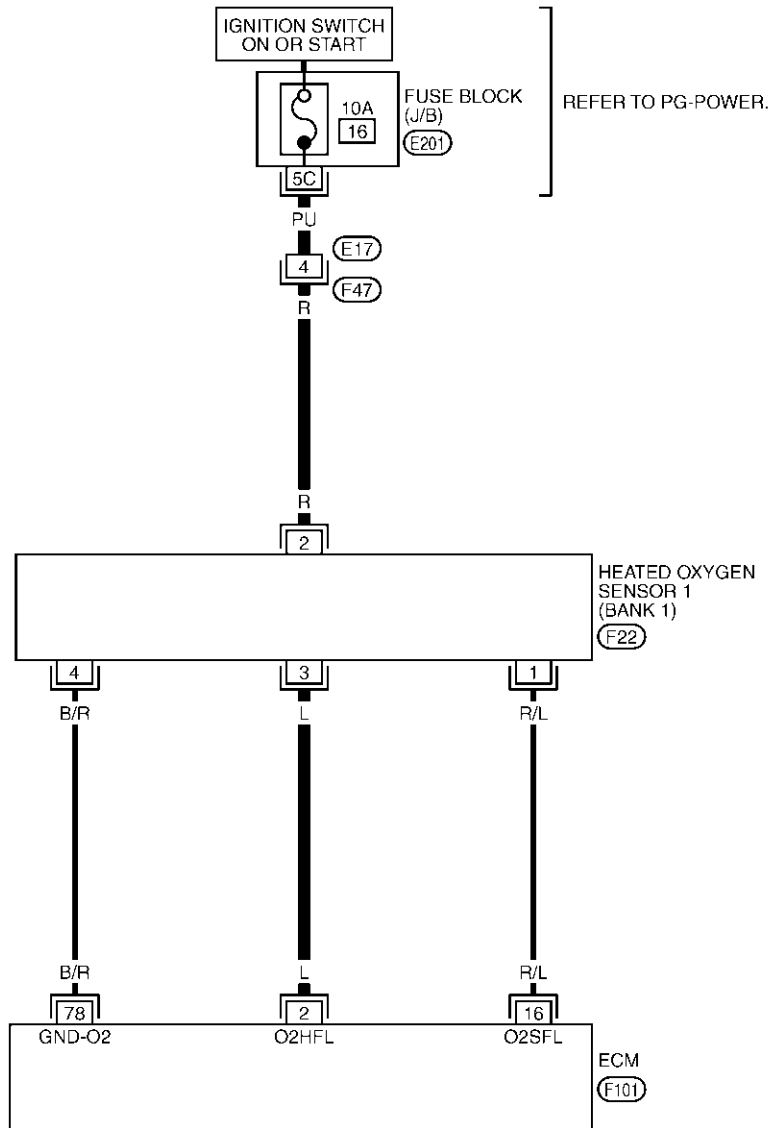 IGNITION SWITCH
ON OR START
FUSE BLOCK
(J/B)
10A
16
E201
REFER TO PG-POWER.
5C
PU
E17
4
F47
R
R
2
HEATED OXYGEN
SENSOR 1
(BANK 1)
F22
4 3 1
B/R L R/L
B/R L R/L
78 2 16
GND-O2 O2HFL O2SFL
ECM
F101